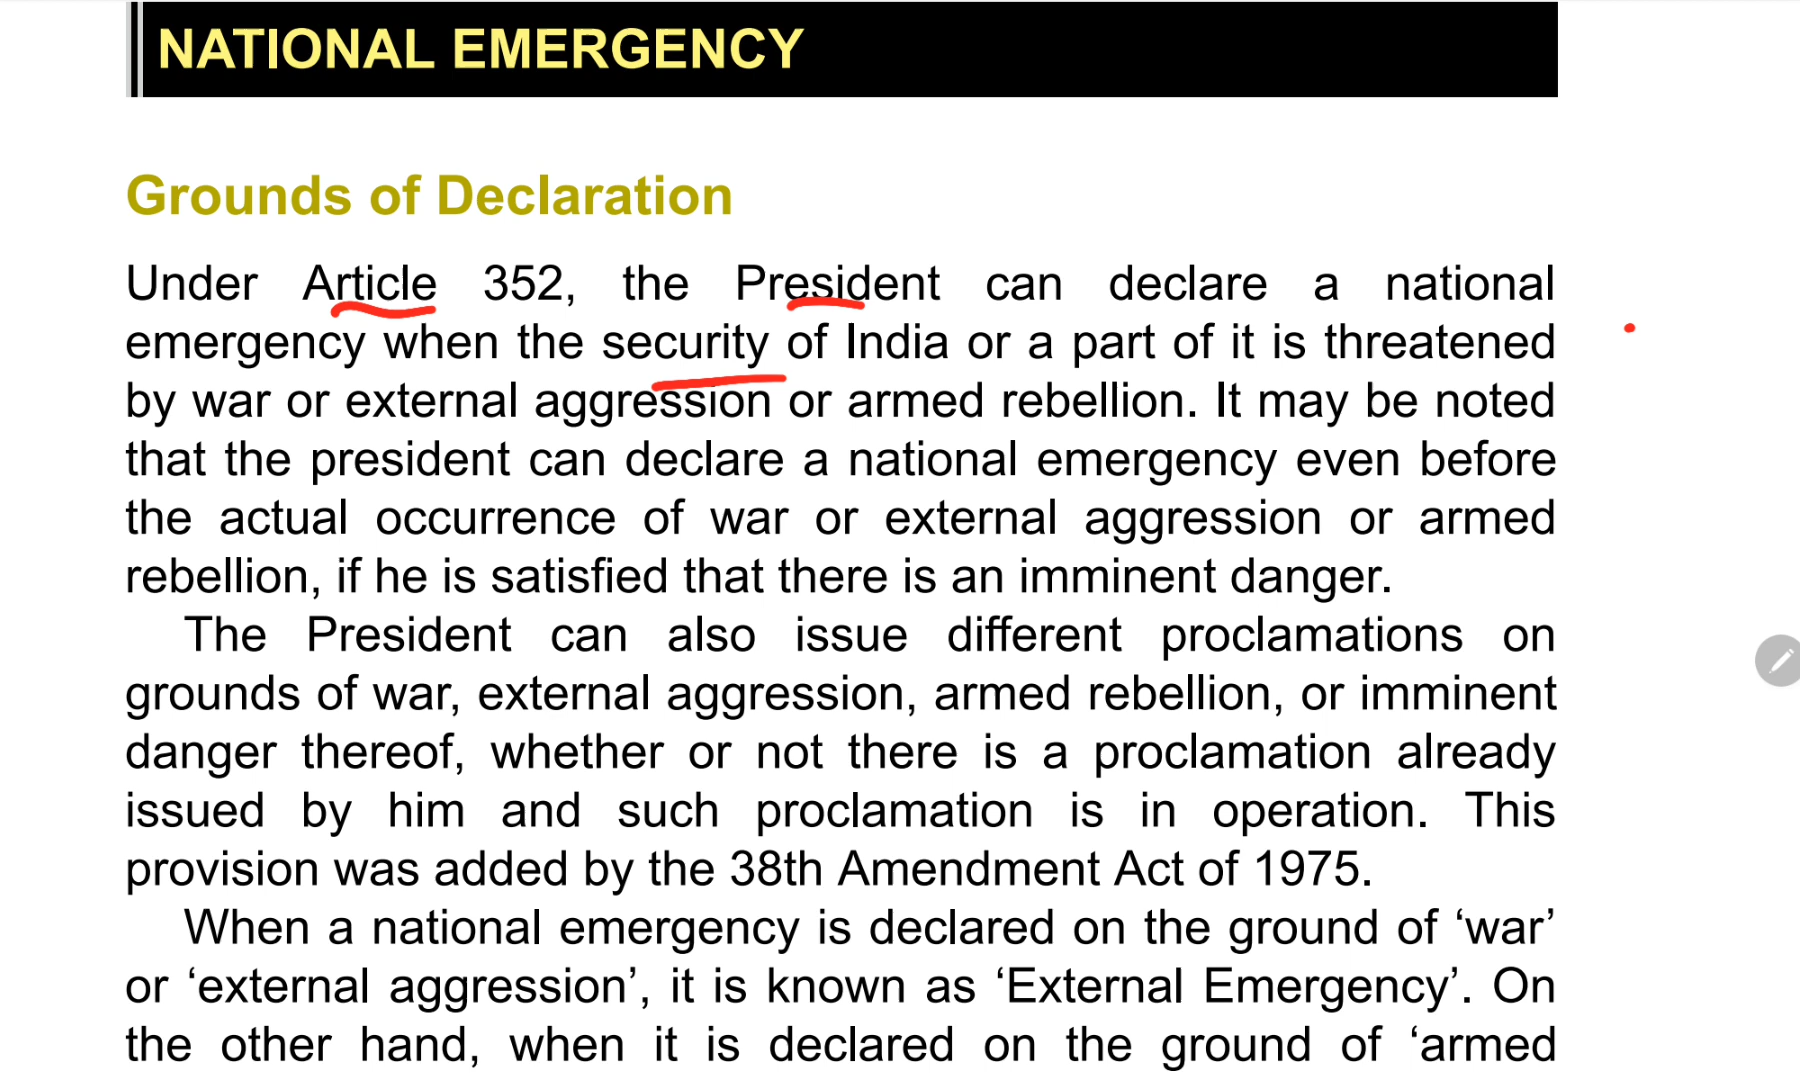 NATIONAL EMERGENCY
Grounds of Declaration
Under Article 352, the President can declare a national
emergency when the security of India or a part of it is threatened
by war or external aggression or armed rebellion. It may be noted
that the president can declare a national emergency even before
the actual occurrence of war or external aggression or armed
rebellion, if he is satisfied that there is an imminent danger.
The President can also issue different proclamations on
grounds of war, external aggression, armed rebellion, or imminent
danger thereof, whether or not there is a proclamation already
issued by him and such proclamation is in operation. This
provision was added by the 38th Amendment Act of 1975.
When a national emergency is declared on the ground of ‘war’
or ‘external aggression’, it is known as ‘External Emergency’. On
the other hand, when it is declared on the ground of ‘armed